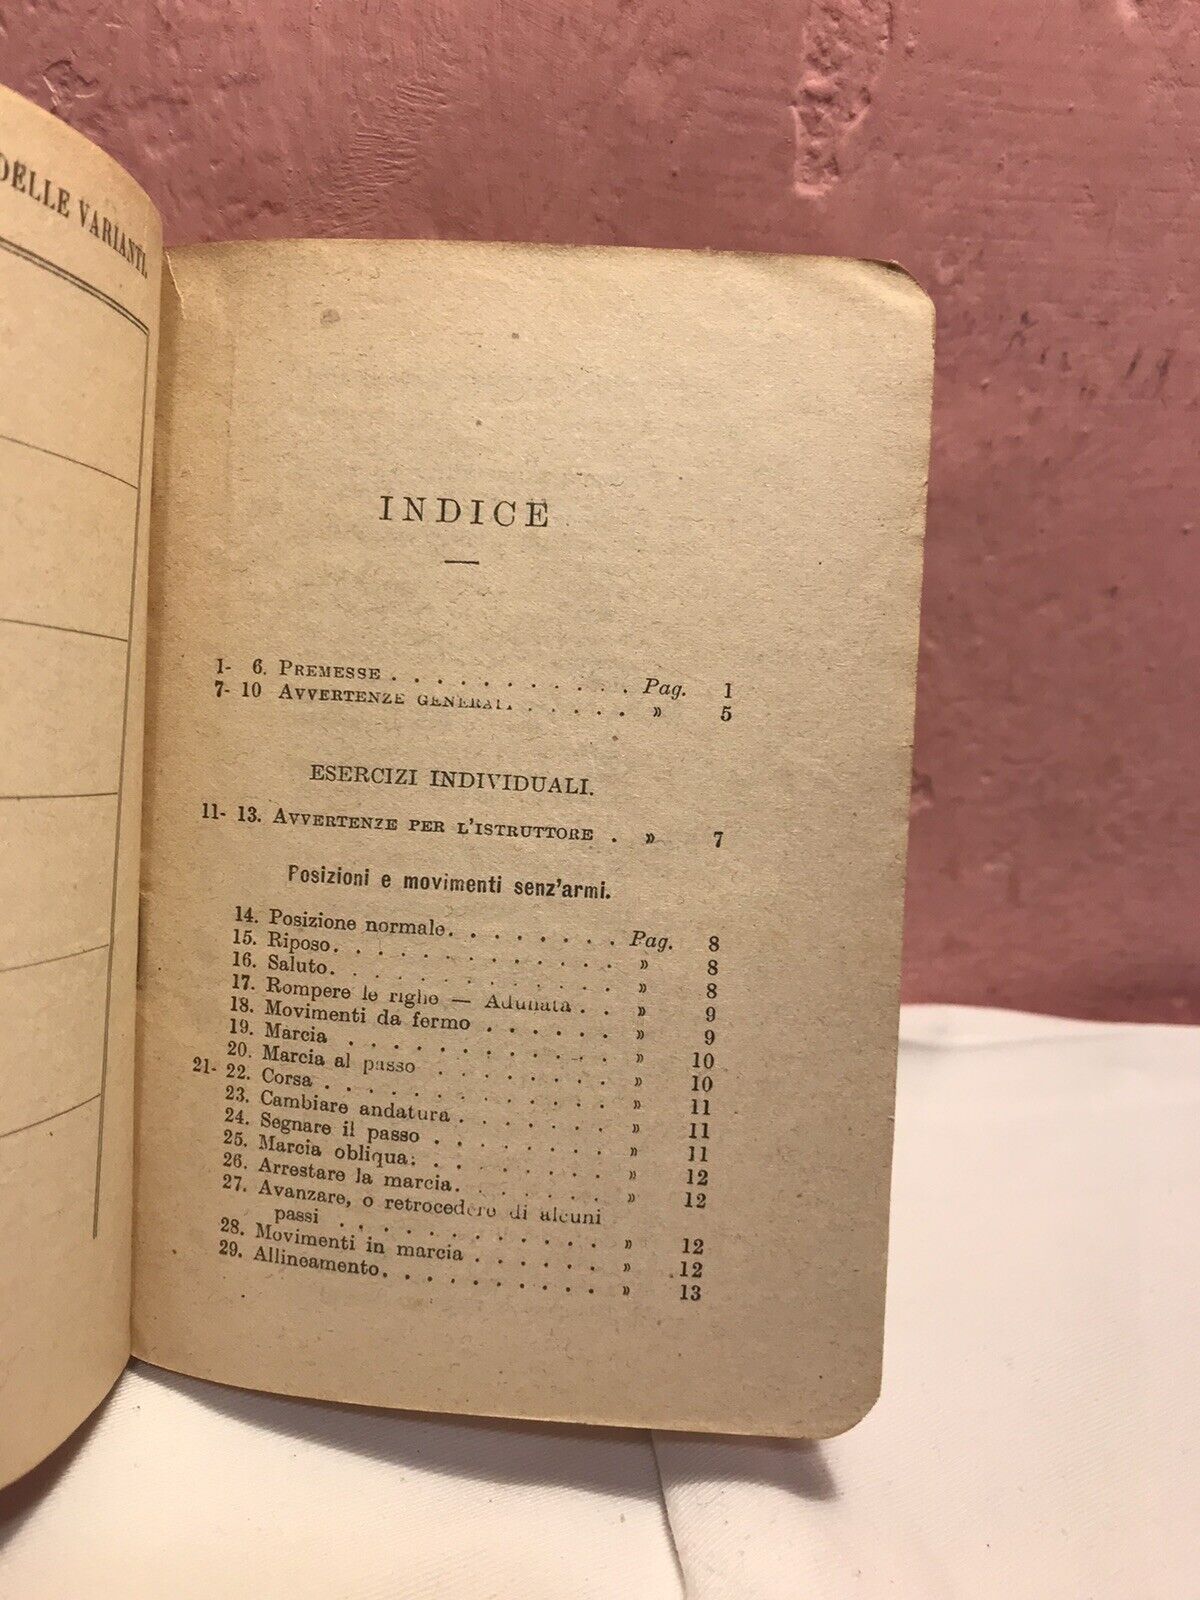 DELLE VARIANTI.
INDICE
1- 6. PREMESSE . . . . . . . . . . . Pag. 1
7- 10 AVVERTENZE GENERALI . . . . . . » 5
ESERCIZI INDIVIDUALI.
11- 13. AVVERTENZE PER L'ISTRUTTORE . » 7
Posizioni e movimenti senz'armi.
14. Posizione normale. . . . . . . . Pag. 8
15. Riposo. . . . . . . . . . . . . » 8
16. Saluto. . . . . . . . . . . . . » 8
17. Rompere le righe — Adunata . . » 9
18. Movimenti da fermo . . . . . . » 9
19. Marcia . . . . . . . . . . . . » 10
20. Marcia al passo . . . . . . . . » 10
21- 22. Corsa . . . . . . . . . . . . » 11
23. Cambiare andatura . . . . . . . » 11
24. Segnare il passo . . . . . . . . » 11
25. Marcia obliqua. . . . . . . . . » 12
26. Arrestare la marcia. . . . . . . » 12
27. Avanzare, o retrocedere di alcuni
passi . . . . . . . . . . . . » 12
28. Movimenti in marcia . . . . . . » 12
29. Allineamento. . . . . . . . . . » 13